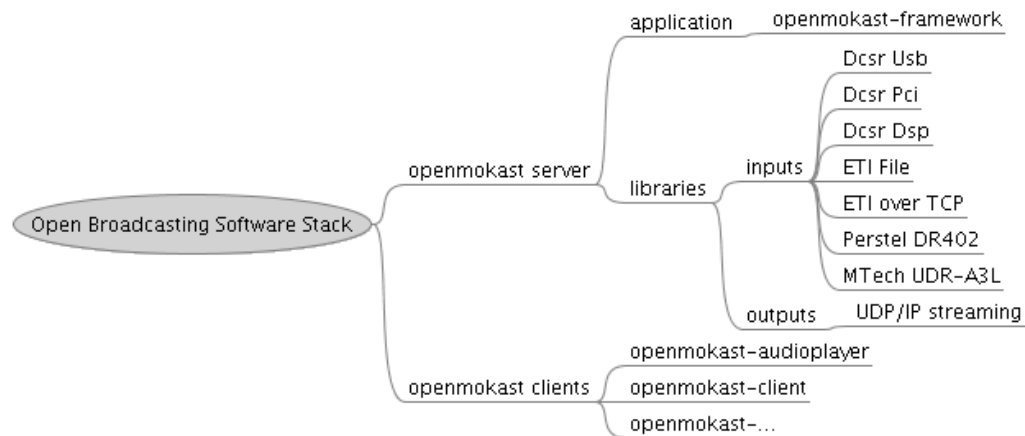 Open Broadcasting Software Stack
openmokast server
application
openmokast-framework
libraries
inputs
Dcsr Usb
Dcsr Pci
Dcsr Dsp
ETI File
ETI over TCP
Perstel DR402
MTech UDR-A3L
outputs
UDP/IP streaming
openmokast clients
openmokast-audioplayer
openmokast-client
openmokast-...